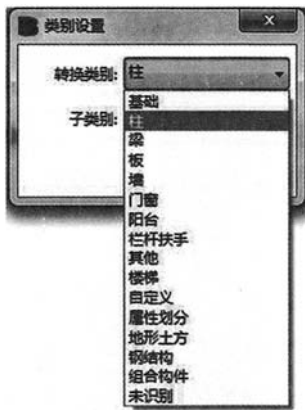 类别设置
转换类别: 柱
子类别:
基础
柱
梁
板
墙
门窗
阳台
栏杆扶手
其他
楼梯
自定义
属性划分
地形土方
钢结构
组合构件
未识别